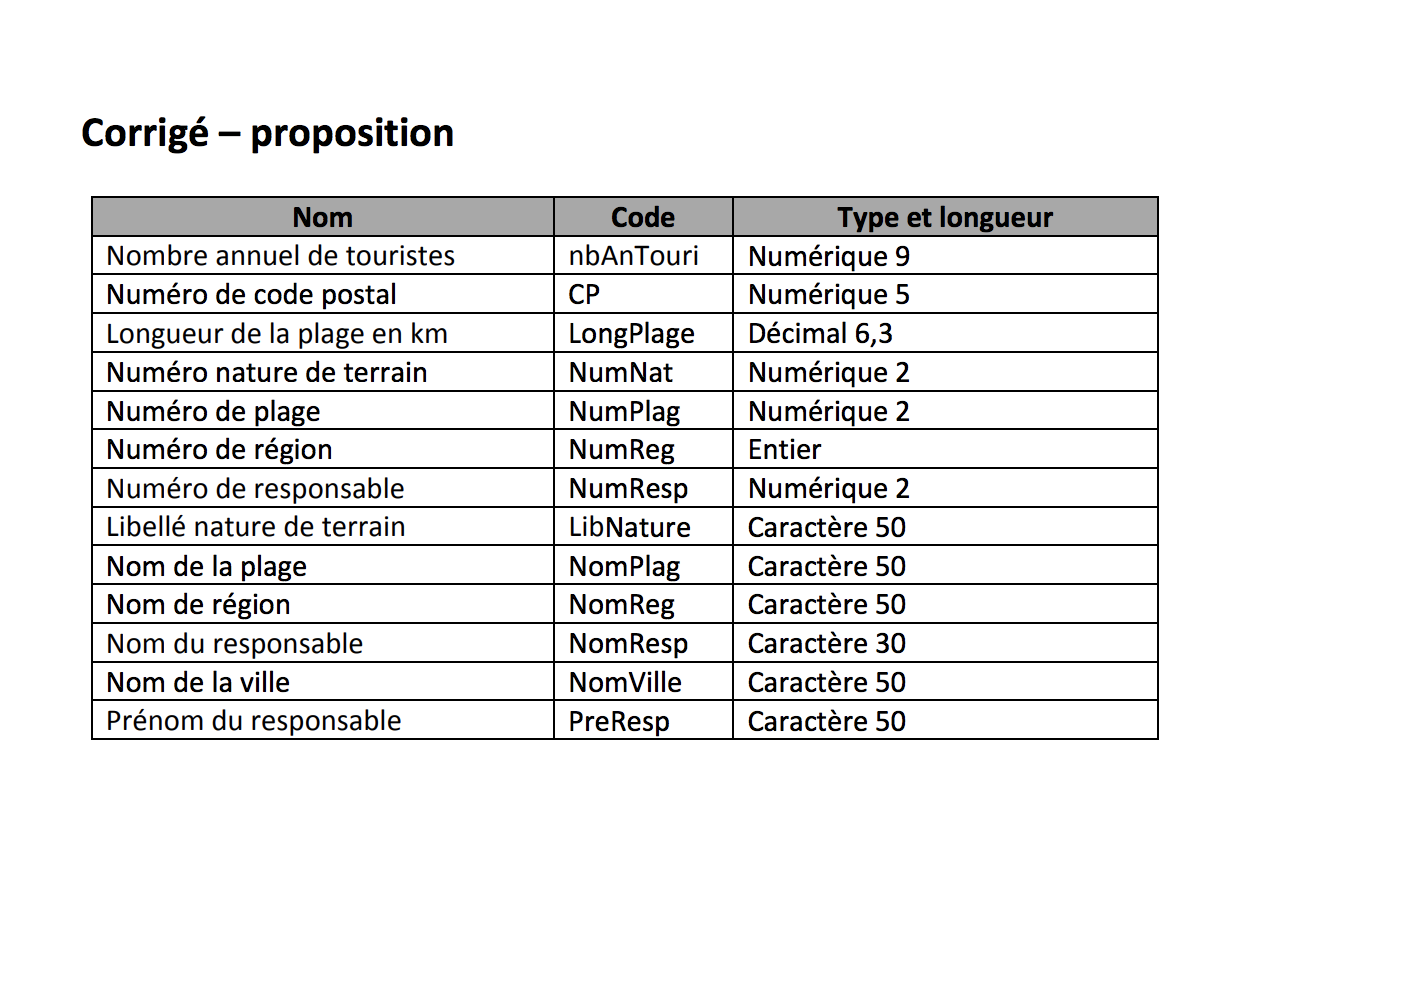 Corrigé – proposition
Nom Code Type et longueur
Nombre annuel de touristes nbAnTouri Numérique 9
Numéro de code postal CP Numérique 5
Longueur de la plage en km LongPlage Décimal 6,3
Numéro nature de terrain NumNat Numérique 2
Numéro de plage NumPlag Numérique 2
Numéro de région NumReg Entier
Numéro de responsable NumResp Numérique 2
Libellé nature de terrain LibNature Caractère 50
Nom de la plage NomPlag Caractère 50
Nom de région NomReg Caractère 50
Nom du responsable NomResp Caractère 30
Nom de la ville NomVille Caractère 50
Prénom du responsable PreResp Caractère 50